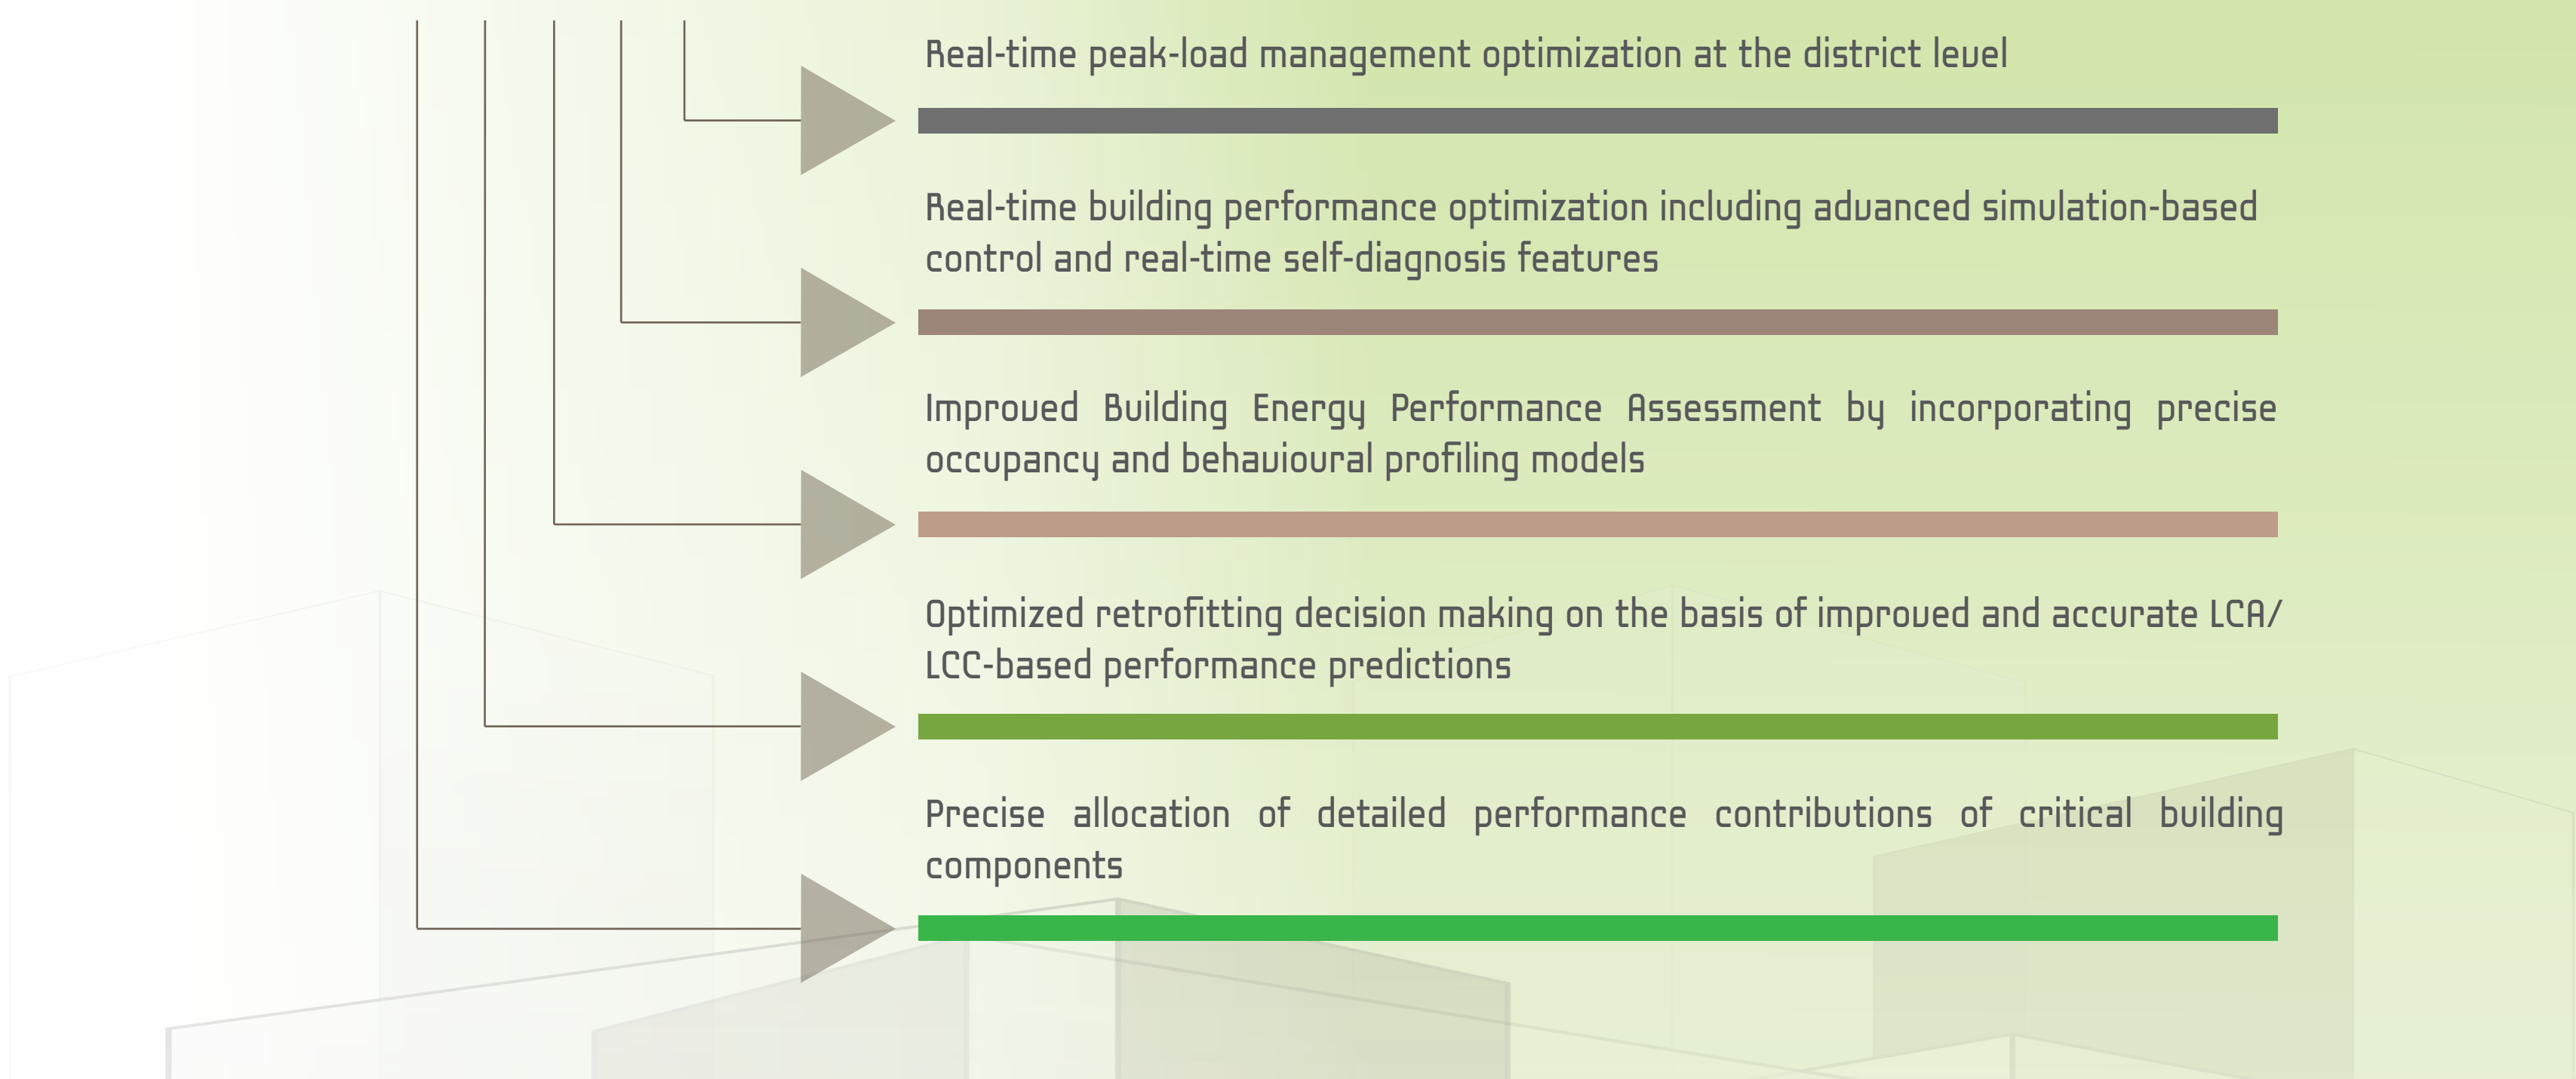 Real-time peak-load management optimization at the district level
Real-time building performance optimization including advanced simulation-based
control and real-time self-diagnosis features
Improved Building Energy Performance Assessment by incorporating precise
occupancy and behavioural profiling models
Optimized retrofitting decision making on the basis of improved and accurate LCA/
LCC-based performance predictions
Precise allocation of detailed performance contributions of critical building
components